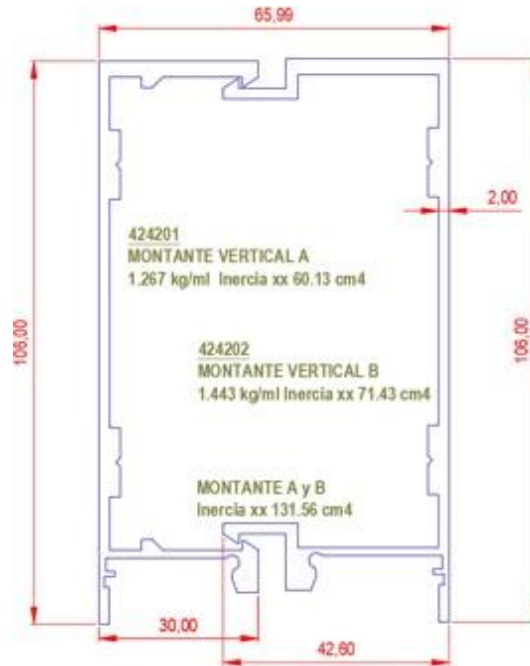 65,99
2,00
424201
MONTANTE VERTICAL A
1.267 kg/ml Inercia xx 60.13 cm4
106,00
106,00
424202
MONTANTE VERTICAL B
1.443 kg/ml Inercia xx 71.43 cm4
MONTANTE A y B
Inercia xx 131.56 cm4
30,00
42,60